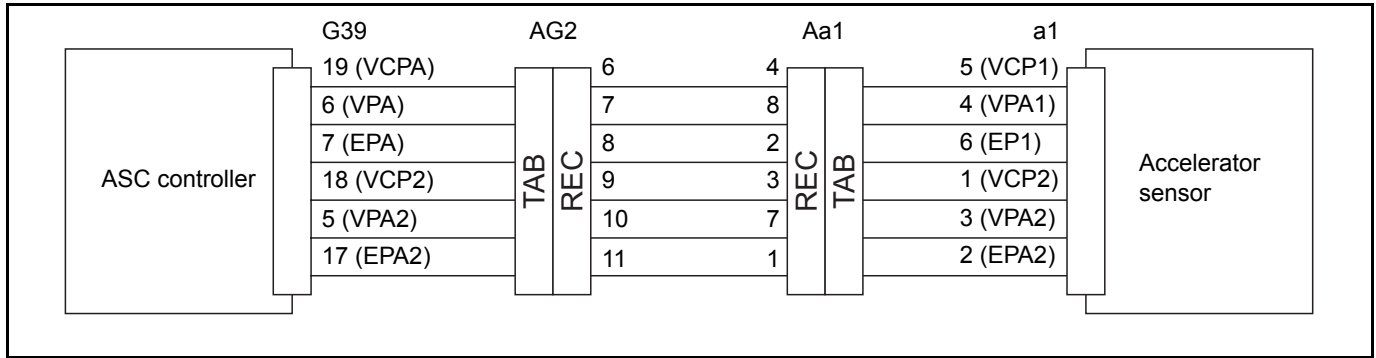 G39 AG2 Aa1 a1
19 (VCPA) 6 4 5 (VCP1)
6 (VPA) 7 8 4 (VPA1)
7 (EPA) 8 2 6 (EP1)
ASC controller 18 (VCP2) TAB REC 9 3 REC TAB 1 (VCP2) Accelerator
sensor
5 (VPA2) 10 7 3 (VPA2)
17 (EPA2) 11 1 2 (EPA2)